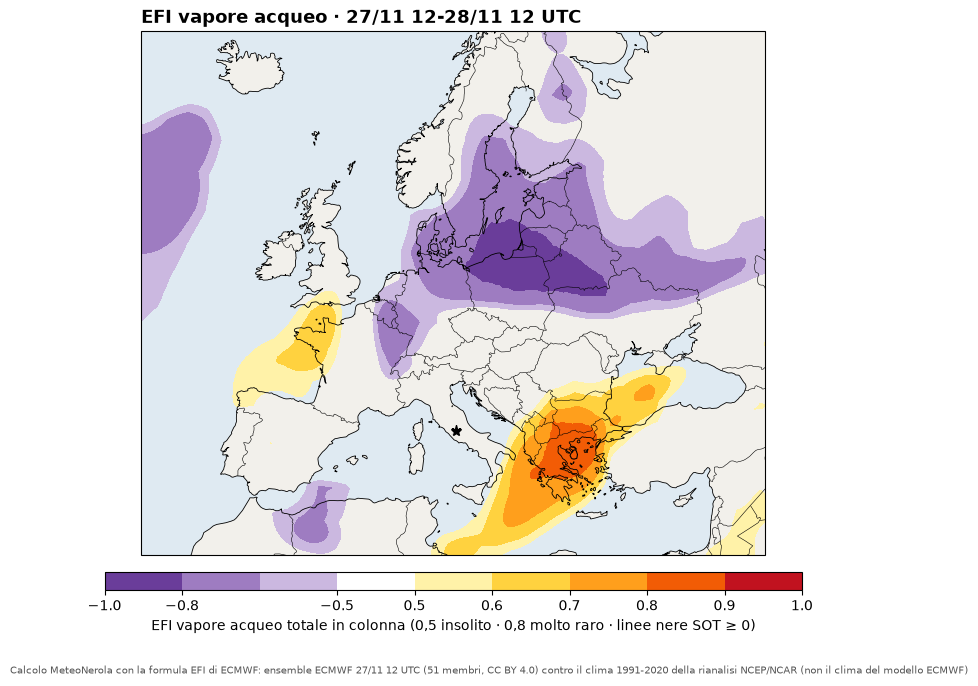 EFI vapore acqueo · 27/11 12-28/11 12 UTC
−1.0 −0.8 −0.5 0.5 0.6 0.7 0.8 0.9 1.0
EFI vapore acqueo totale in colonna (0,5 insolito · 0,8 molto raro · linee nere SOT ≥ 0)
Calcolo MeteoNerola con la formula EFI di ECMWF: ensemble ECMWF 27/11 12 UTC (51 membri, CC BY 4.0) contro il clima 1991-2020 della rianalisi NCEP/NCAR (non il clima del modello ECMWF)